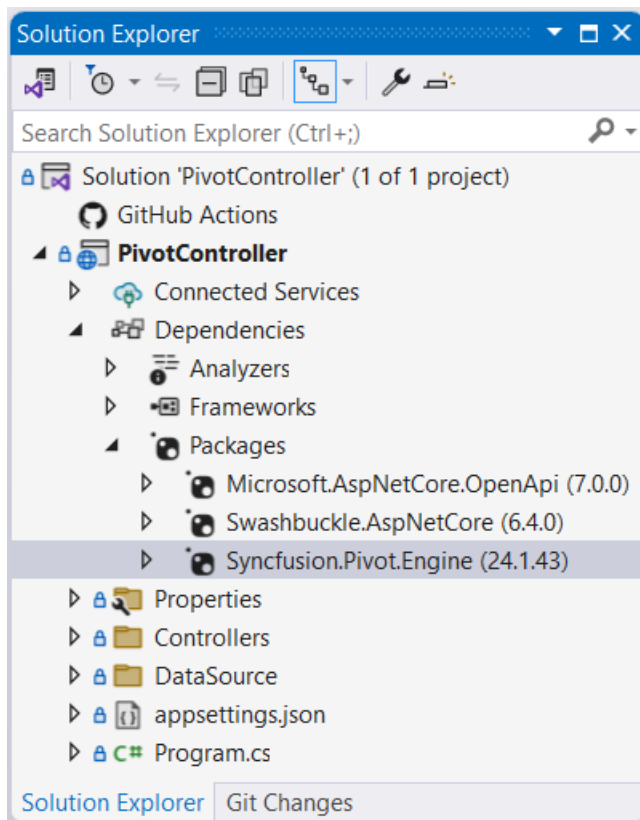 Solution Explorer
Search Solution Explorer (Ctrl+;)
Solution 'PivotController' (1 of 1 project)
GitHub Actions
PivotController
Connected Services
Dependencies
Analyzers
Frameworks
Packages
Microsoft.AspNetCore.OpenApi (7.0.0)
Swashbuckle.AspNetCore (6.4.0)
Syncfusion.Pivot.Engine (24.1.43)
Properties
Controllers
DataSource
appsettings.json
C# Program.cs
Solution Explorer Git Changes